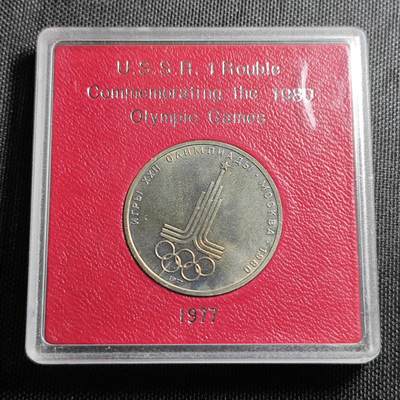 U.S.S.R. 1 Rouble
Commemorating the 1980
Olympic Games
ИГРЫ XXII ОЛИМПИАДЫ · МОСКВА · 1980
1977